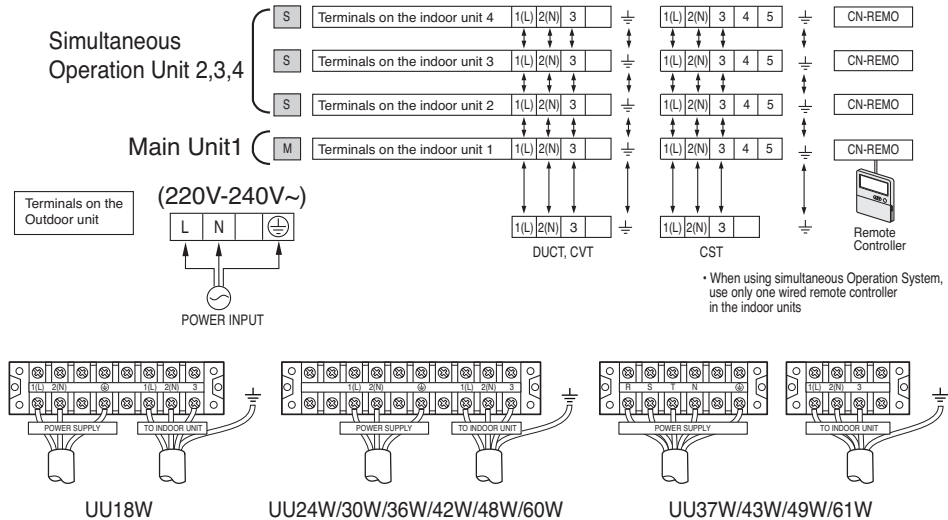 Simultaneous
Operation Unit 2,3,4
S Terminals on the indoor unit 4 1(L) 2(N) 3 1(L) 2(N) 3 4 5 CN-REMO
S Terminals on the indoor unit 3 1(L) 2(N) 3 1(L) 2(N) 3 4 5 CN-REMO
S Terminals on the indoor unit 2 1(L) 2(N) 3 1(L) 2(N) 3 4 5 CN-REMO
Main Unit1 M Terminals on the indoor unit 1 1(L) 2(N) 3 1(L) 2(N) 3 4 5 CN-REMO
Terminals on the
Outdoor unit
(220V-240V~)
L N
POWER INPUT
1(L) 2(N) 3
DUCT, CVT
1(L) 2(N) 3
CST
Remote
Controller
• When using simultaneous Operation System,
use only one wired remote controller
in the indoor units
1(L) 2(N) 1(L) 2(N) 3
POWER SUPPLY TO INDOOR UNIT
UU18W
1(L) 2(N) 1(L) 2(N) 3
POWER SUPPLY TO INDOOR UNIT
UU24W/30W/36W/42W/48W/60W
R S T N 1(L) 2(N) 3
POWER SUPPLY TO INDOOR UNIT
UU37W/43W/49W/61W